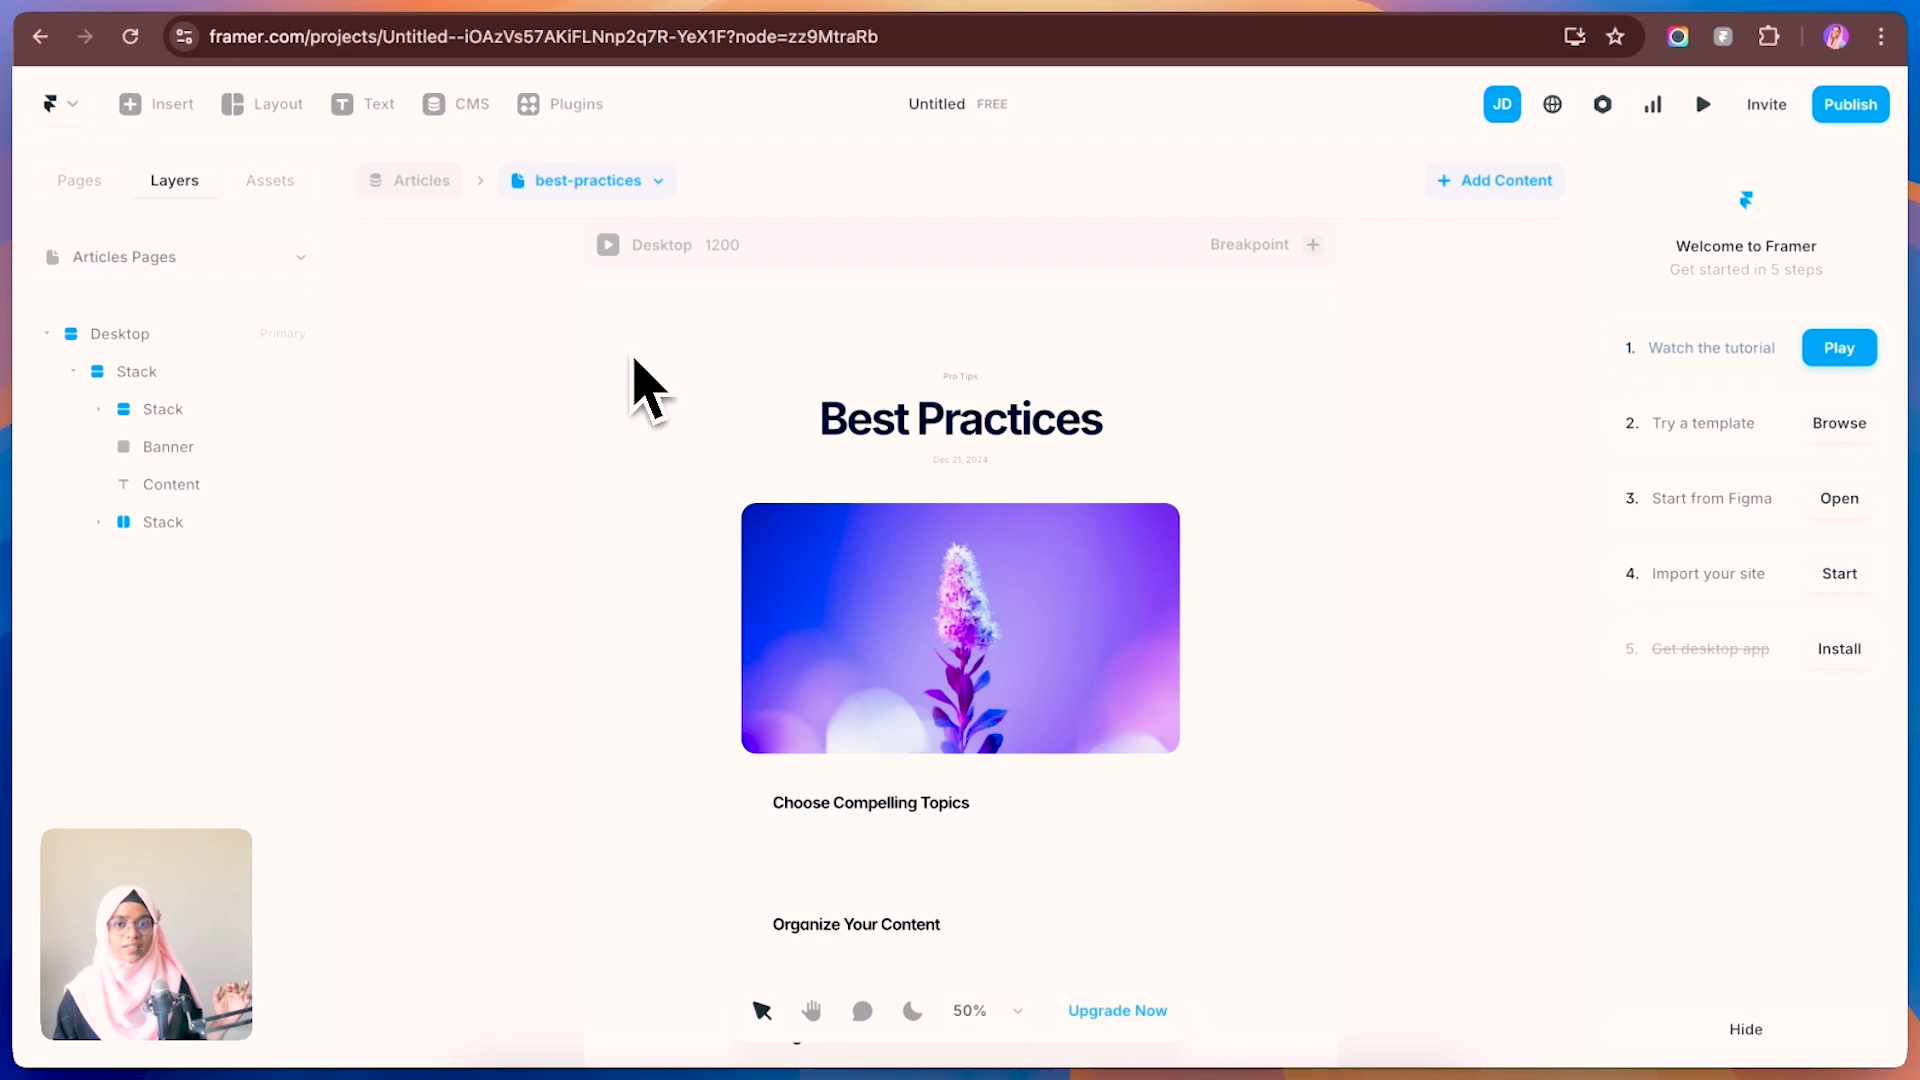 framer.com/projects/Untitled--iOAzVs57AKiFLNnp2q7R-YeX1F?node=zz9MtraRb
Insert Layout Text CMS Plugins
Untitled FREE
JD Invite Publish
Pages Layers Assets
Articles best-practices
Add Content
Articles Pages
Desktop Primary
Stack
Stack
Banner
Content
Stack
Desktop 1200
Breakpoint
Pro Tips
Best Practices
Dec 21, 2024
Choose Compelling Topics
Organize Your Content
50% Upgrade Now
Welcome to Framer
Get started in 5 steps
1. Watch the tutorial Play
2. Try a template Browse
3. Start from Figma Open
4. Import your site Start
5. Get desktop app Install
Hide